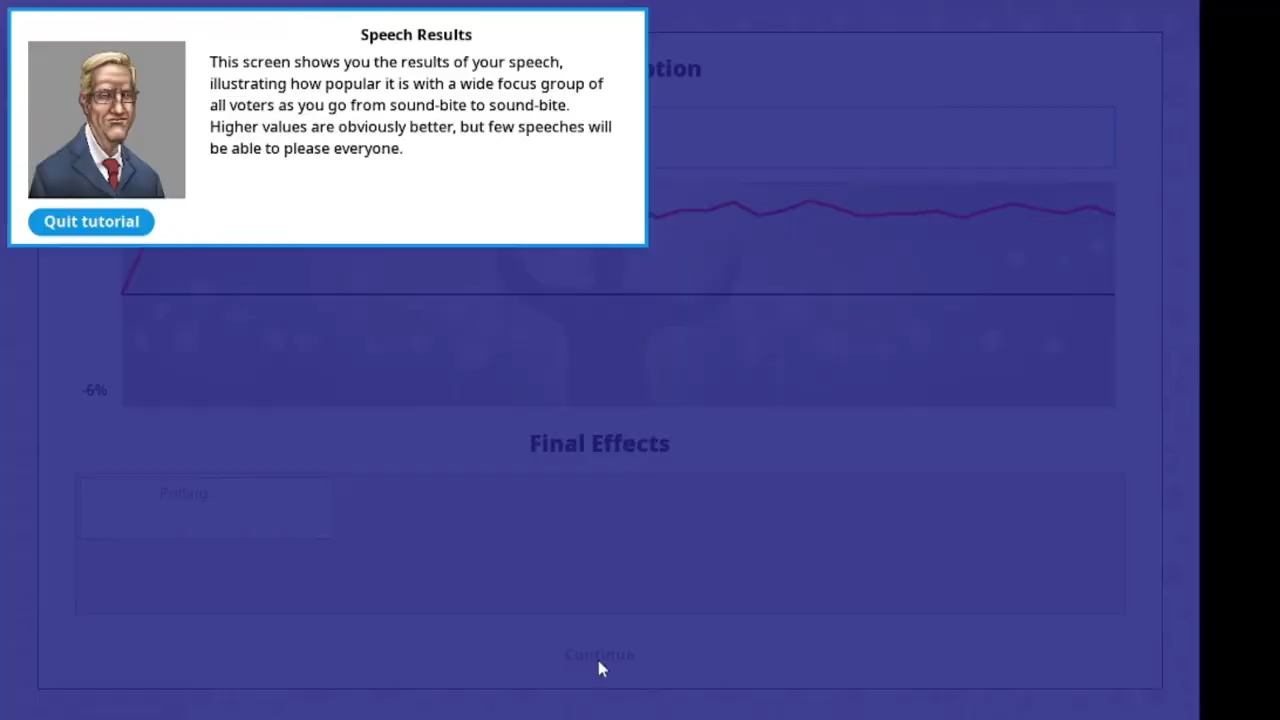 Speech Results
This screen shows you the results of your speech,
illustrating how popular it is with a wide focus group of
all voters as you go from sound-bite to sound-bite.
Higher values are obviously better, but few speeches will
be able to please everyone.
Quit tutorial
-6%
Final Effects
Polling
Continue